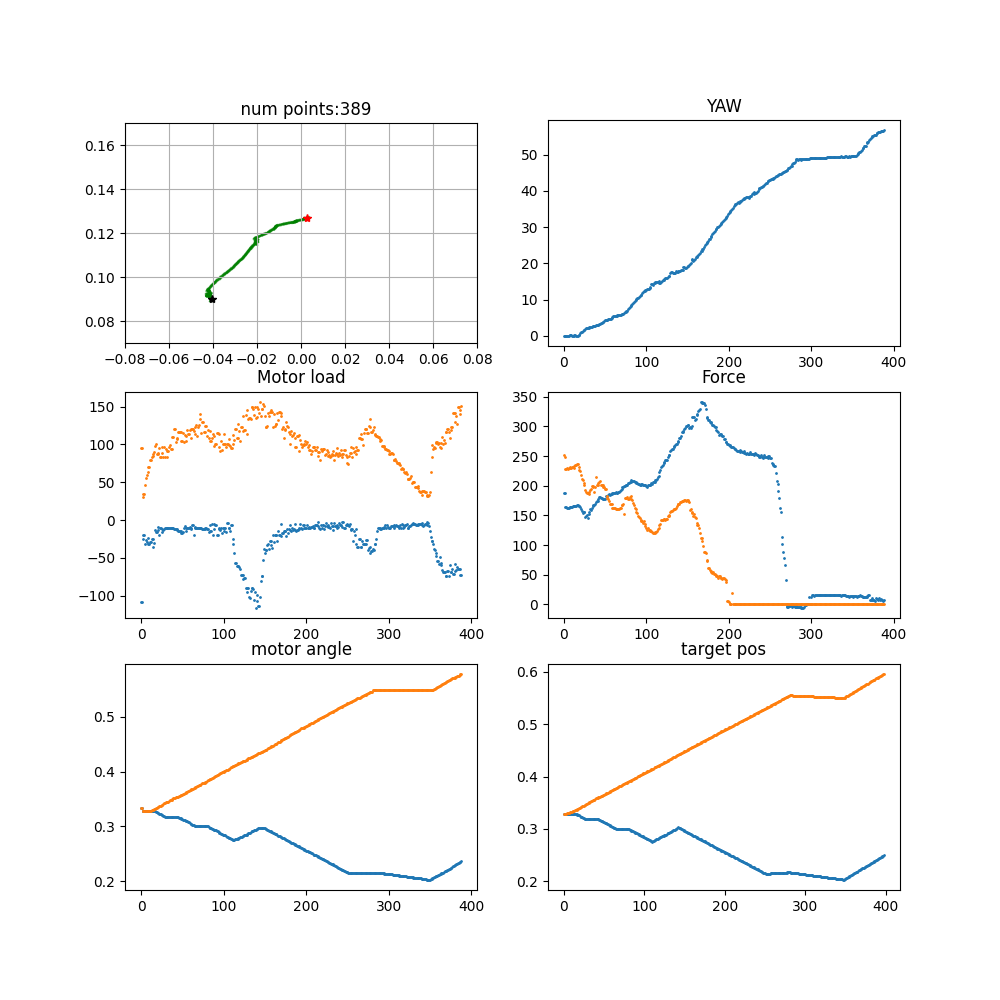 num points:389
YAW
0.16
0.14
0.12
0.10
0.08
−0.08 −0.06 −0.04 −0.02 0.00 0.02 0.04 0.06 0.08
50
40
30
20
10
0
0 100 200 300 400
Motor load
Force
150
100
50
0
−50
−100
0 100 200 300 400
350
300
250
200
150
100
50
0
0 100 200 300 400
motor angle
target pos
0.5
0.4
0.3
0.2
0 100 200 300 400
0.6
0.5
0.4
0.3
0.2
0 100 200 300 400